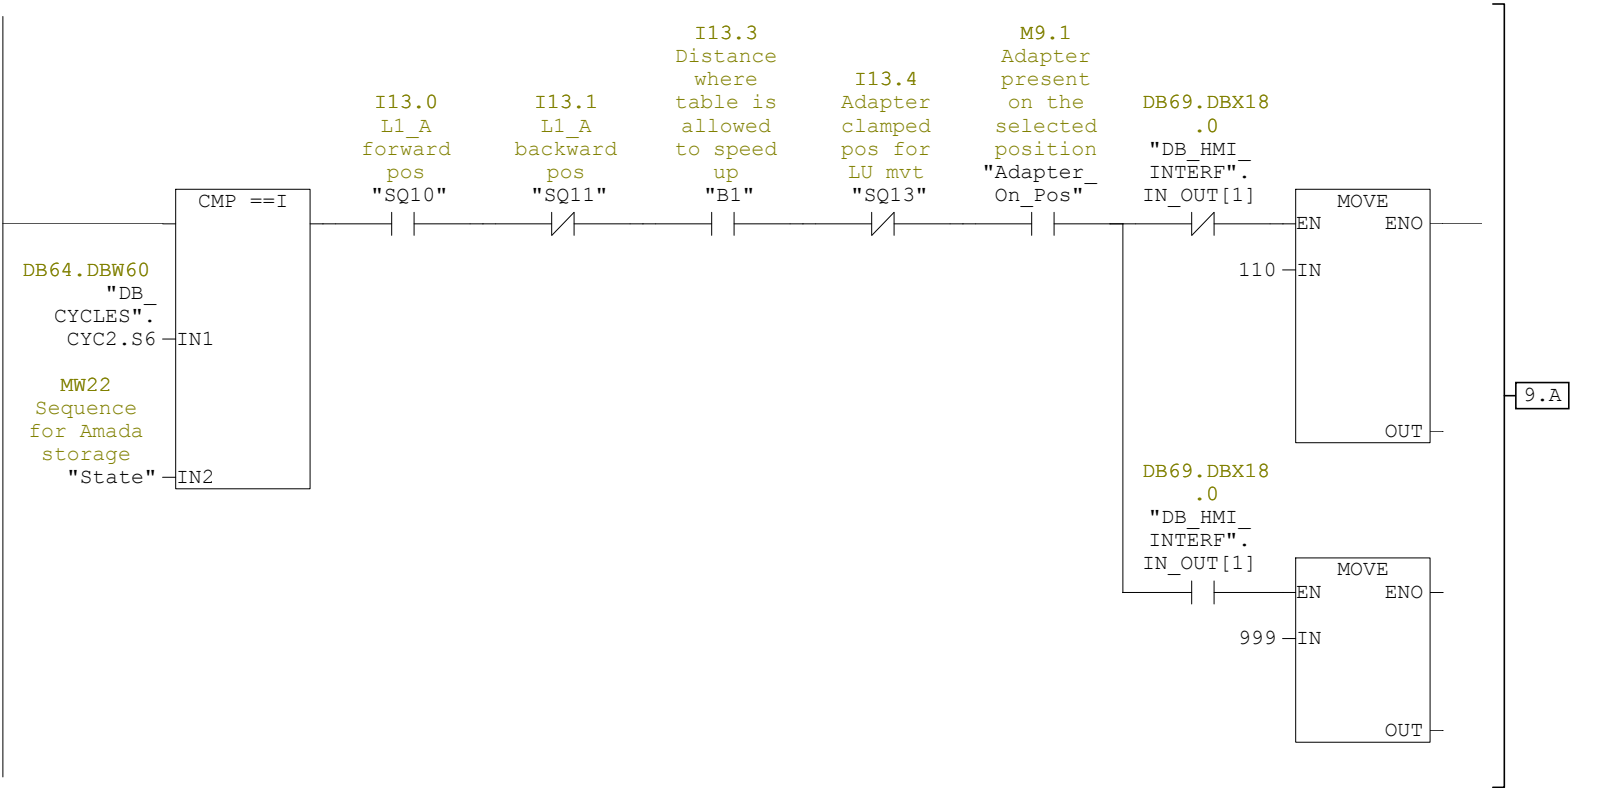 I13.0
L1_A
forward
pos
"SQ10"
I13.1
L1_A
backward
pos
"SQ11"
I13.3
Distance
where
table is
allowed
to speed
up
"B1"
I13.4
Adapter
clamped
pos for
LU mvt
"SQ13"
M9.1
Adapter
present
on the
selected
position
"Adapter_
On_Pos"
DB69.DBX18
.0
"DB_HMI_
INTERF".
IN_OUT[1]
CMP ==I
DB64.DBW60
"DB_
CYCLES".
CYC2.S6
IN1
MW22
Sequence
for Amada
storage
"State"
IN2
MOVE
EN ENO
110 IN
OUT
9.A
DB69.DBX18
.0
"DB_HMI_
INTERF".
IN_OUT[1]
MOVE
EN ENO
999 IN
OUT